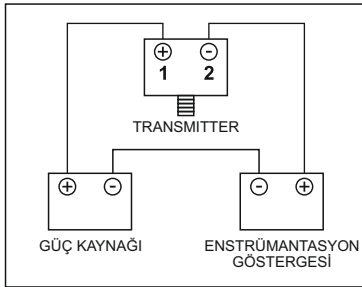 + -
1 2
TRANSMITTER
+ - - +
GÜÇ KAYNAĞI
ENSTRÜMANTASYON
GÖSTERGESİ